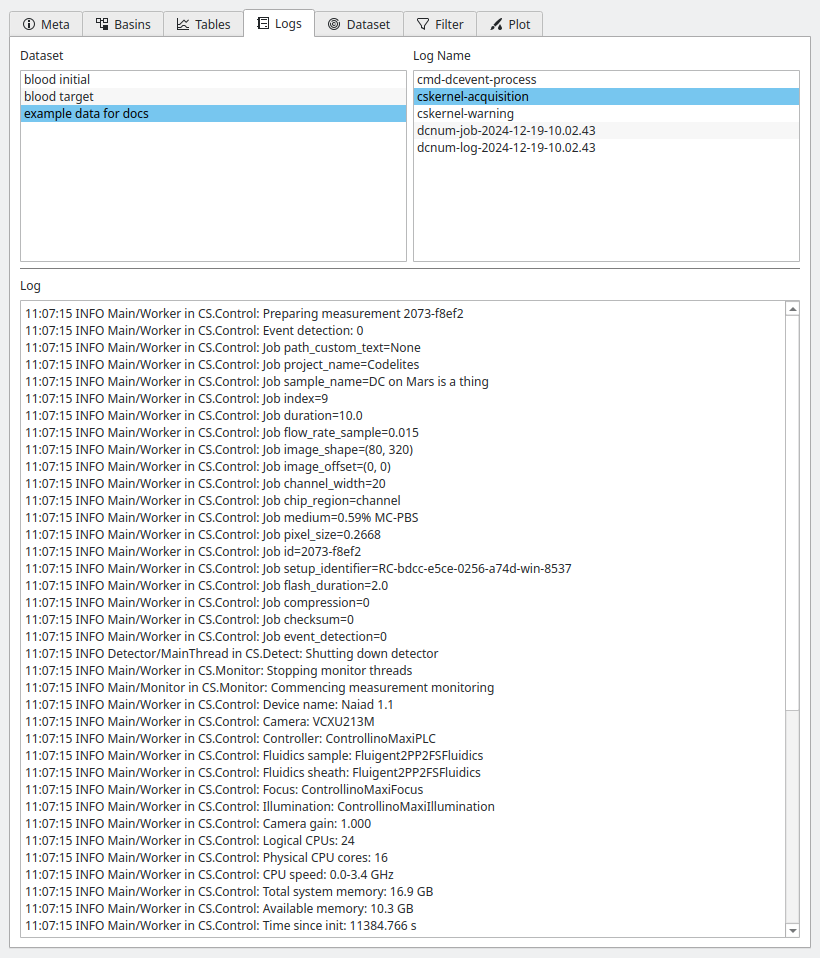 Meta Basins Tables Logs Dataset Filter Plot
Dataset
blood initial
blood target
example data for docs
Log Name
cmd-dcevent-process
cskernel-acquisition
cskernel-warning
dcnum-job-2024-12-19-10.02.43
dcnum-log-2024-12-19-10.02.43
Log
11:07:15 INFO Main/Worker in CS.Control: Preparing measurement 2073-f8ef2
11:07:15 INFO Main/Worker in CS.Control: Event detection: 0
11:07:15 INFO Main/Worker in CS.Control: Job path_custom_text=None
11:07:15 INFO Main/Worker in CS.Control: Job project_name=Codelites
11:07:15 INFO Main/Worker in CS.Control: Job sample_name=DC on Mars is a thing
11:07:15 INFO Main/Worker in CS.Control: Job index=9
11:07:15 INFO Main/Worker in CS.Control: Job duration=10.0
11:07:15 INFO Main/Worker in CS.Control: Job flow_rate_sample=0.015
11:07:15 INFO Main/Worker in CS.Control: Job image_shape=(80, 320)
11:07:15 INFO Main/Worker in CS.Control: Job image_offset=(0, 0)
11:07:15 INFO Main/Worker in CS.Control: Job channel_width=20
11:07:15 INFO Main/Worker in CS.Control: Job chip_region=channel
11:07:15 INFO Main/Worker in CS.Control: Job medium=0.59% MC-PBS
11:07:15 INFO Main/Worker in CS.Control: Job pixel_size=0.2668
11:07:15 INFO Main/Worker in CS.Control: Job id=2073-f8ef2
11:07:15 INFO Main/Worker in CS.Control: Job setup_identifier=RC-bdcc-e5ce-0256-a74d-win-8537
11:07:15 INFO Main/Worker in CS.Control: Job flash_duration=2.0
11:07:15 INFO Main/Worker in CS.Control: Job compression=0
11:07:15 INFO Main/Worker in CS.Control: Job checksum=0
11:07:15 INFO Main/Worker in CS.Control: Job event_detection=0
11:07:15 INFO Detector/MainThread in CS.Detect: Shutting down detector
11:07:15 INFO Main/Worker in CS.Monitor: Stopping monitor threads
11:07:15 INFO Main/Monitor in CS.Monitor: Commencing measurement monitoring
11:07:15 INFO Main/Worker in CS.Control: Device name: Naiad 1.1
11:07:15 INFO Main/Worker in CS.Control: Camera: VCXU213M
11:07:15 INFO Main/Worker in CS.Control: Controller: ControllinoMaxiPLC
11:07:15 INFO Main/Worker in CS.Control: Fluidics sample: Fluigent2PP2FSFluidics
11:07:15 INFO Main/Worker in CS.Control: Fluidics sheath: Fluigent2PP2FSFluidics
11:07:15 INFO Main/Worker in CS.Control: Focus: ControllinoMaxiFocus
11:07:15 INFO Main/Worker in CS.Control: Illumination: ControllinoMaxiIllumination
11:07:15 INFO Main/Worker in CS.Control: Camera gain: 1.000
11:07:15 INFO Main/Worker in CS.Control: Logical CPUs: 24
11:07:15 INFO Main/Worker in CS.Control: Physical CPU cores: 16
11:07:15 INFO Main/Worker in CS.Control: CPU speed: 0.0-3.4 GHz
11:07:15 INFO Main/Worker in CS.Control: Total system memory: 16.9 GB
11:07:15 INFO Main/Worker in CS.Control: Available memory: 10.3 GB
11:07:15 INFO Main/Worker in CS.Control: Time since init: 11384.766 s